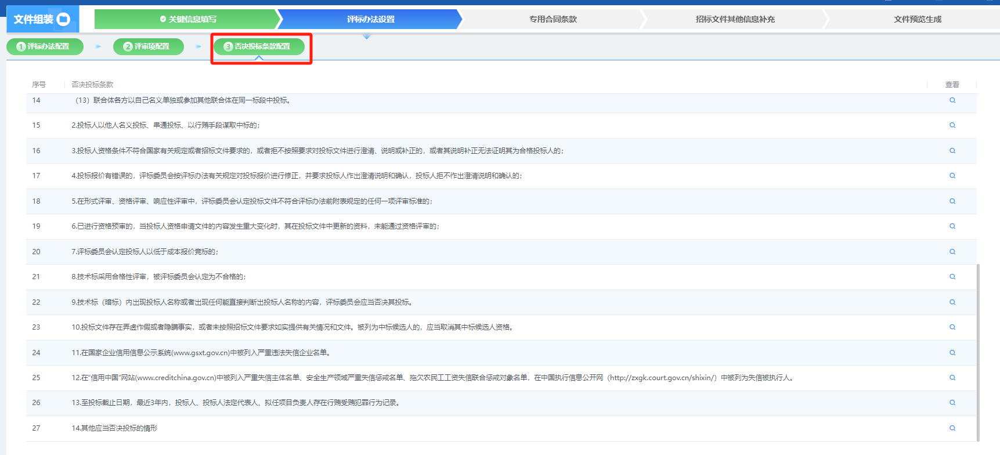 文件组装
关键信息填写
评标办法设置
专用合同条款
招标文件其他信息补充
文件预览生成
1 评标办法配置
2 评审项配置
3 否决投标条款配置
序号 否决投标条款 查看
14 （13）联合体各方以自己名义单独或参加其他联合体在同一标段中投标。
15 2.投标人以他人名义投标、串通投标、以行贿手段谋取中标的；
16 3.投标人资格条件不符合国家有关规定或者招标文件要求的，或者拒不按照要求对投标文件进行澄清、说明或补正的，或者其说明补正无法证明其为合格投标人的；
17 4.投标报价有错误的，评标委员会按评标办法有关规定对投标报价进行修正，并要求投标人作出澄清说明和确认，投标人拒不作出澄清说明和确认的；
18 5.在形式评审、资格评审、响应性评审中，评标委员会认定投标文件不符合评标办法前附表规定的任何一项评审标准的；
19 6.已进行资格预审的，当投标人资格申请文件的内容发生重大变化时，其在投标文件中更新的资料，未能通过资格评审的；
20 7.评标委员会认定投标人以低于成本报价竞标的；
21 8.技术标采用合格性评审，被评标委员会认定为不合格的；
22 9.技术标（暗标）内出现投标人名称或者出现任何能直接判断出投标人名称的内容，评标委员会应当否决其投标。
23 10.投标文件存在弄虚作假或者隐瞒事实，或者未按照招标文件要求如实提供有关情况和文件。被列为中标候选人的，应当取消其中标候选人资格。
24 11.在国家企业信用信息公示系统(www.gsxt.gov.cn)中被列入严重违法失信企业名单。
25 12.在“信用中国”网站(www.creditchina.gov.cn)中被列入严重失信主体名单、安全生产领域严重失信惩戒名单、拖欠农民工工资失信联合惩戒对象名单，在中国执行信息公开网（http://zxgk.court.gov.cn/shixin/）中被列为失信被执行人。
26 13.至投标截止日期，最近3年内，投标人、投标人法定代表人、拟任项目负责人存在行贿受贿犯罪行为记录。
27 14.其他应当否决投标的情形